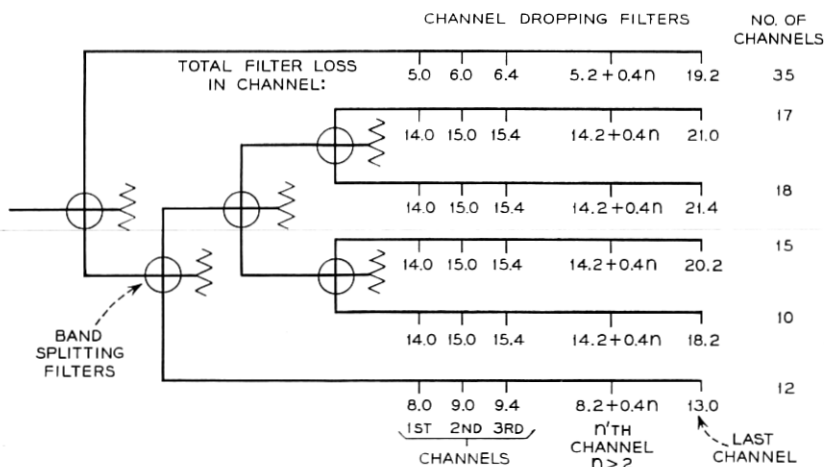 CHANNEL DROPPING FILTERS
NO. OF
CHANNELS
TOTAL FILTER LOSS
IN CHANNEL:
5.0 6.0 6.4 5.2 + 0.4n 19.2 35
17
14.0 15.0 15.4 14.2 + 0.4n 21.0
18
14.0 15.0 15.4 14.2 + 0.4n 21.4
15
14.0 15.0 15.4 14.2 + 0.4n 20.2
10
14.0 15.0 15.4 14.2 + 0.4n 18.2
BAND
SPLITTING
FILTERS
12
8.0 9.0 9.4 8.2 + 0.4n 13.0
1ST 2ND 3RD
CHANNELS
n'TH
CHANNEL
n > 2
LAST
CHANNEL